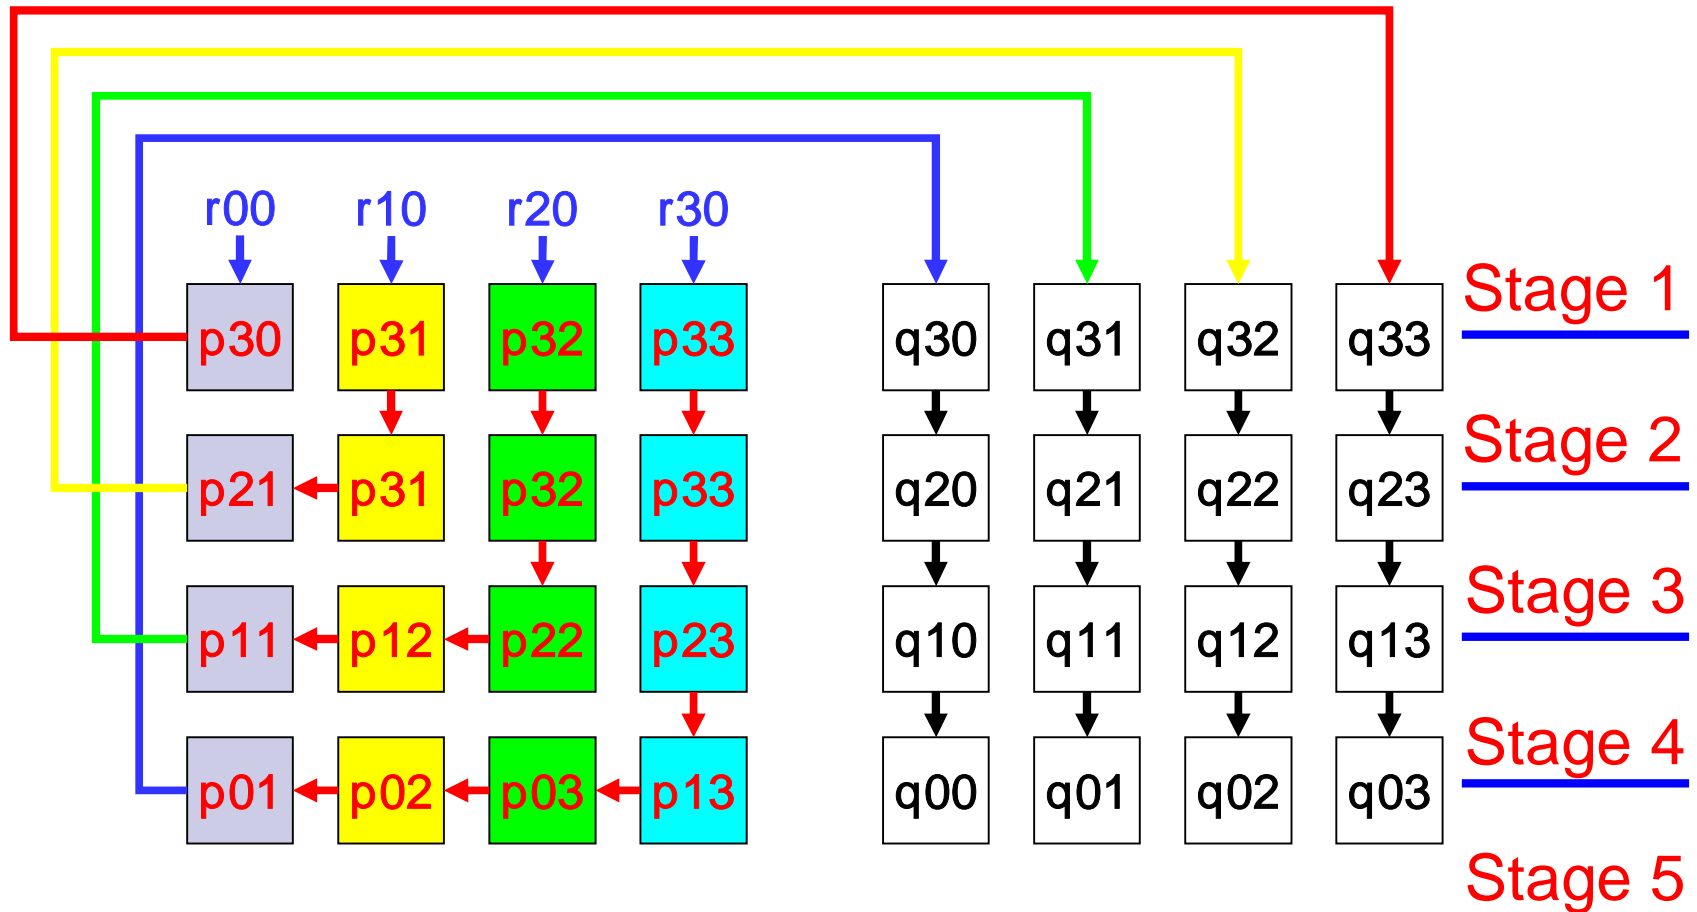 r00 r10 r20 r30
Stage 1
p30 p31 p32 p33 q30 q31 q32 q33
Stage 2
p21 p31 p32 p33 q20 q21 q22 q23
Stage 3
p11 p12 p22 p23 q10 q11 q12 q13
Stage 4
p01 p02 p03 p13 q00 q01 q02 q03
Stage 5